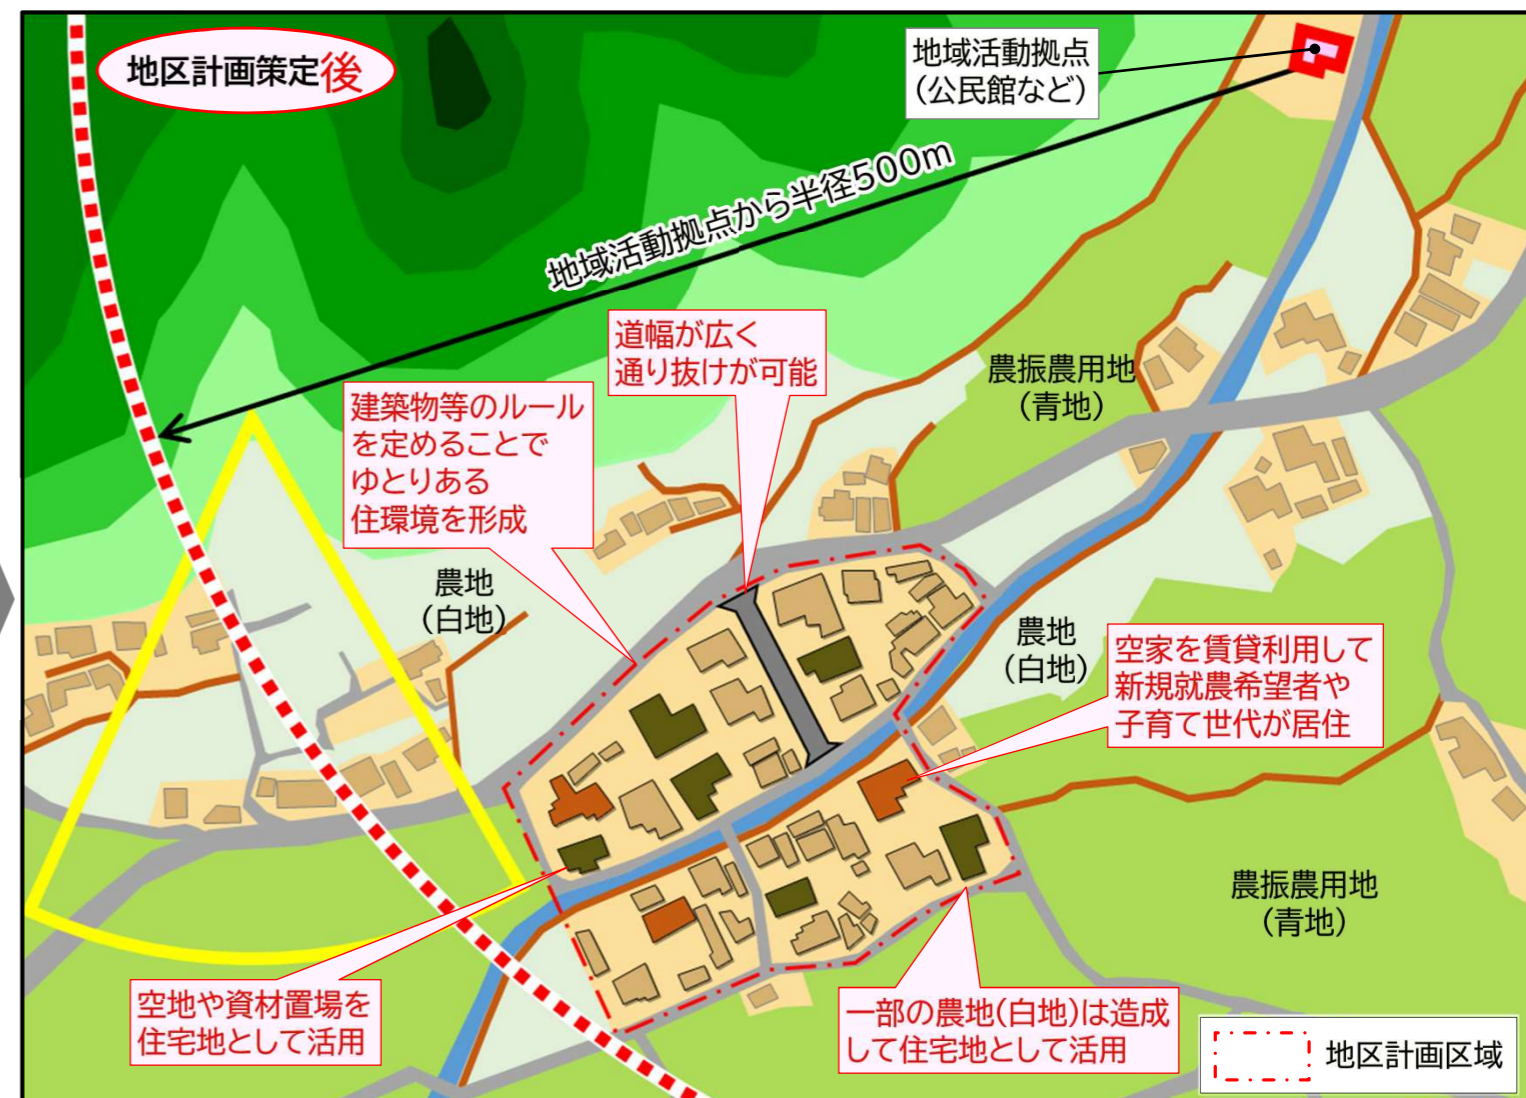 地区計画策定後
地域活動拠点
（公民館など）
地域活動拠点から半径500m
道幅が広く
通り抜けが可能
建築物等のルール
を定めることで
ゆとりある
住環境を形成
農振農用地
（青地）
農地
（白地）
農地
（白地）
空家を賃貸利用して
新規就農希望者や
子育て世代が居住
農振農用地
（青地）
空地や資材置場を
住宅地として活用
一部の農地(白地)は造成
して住宅地として活用
地区計画区域